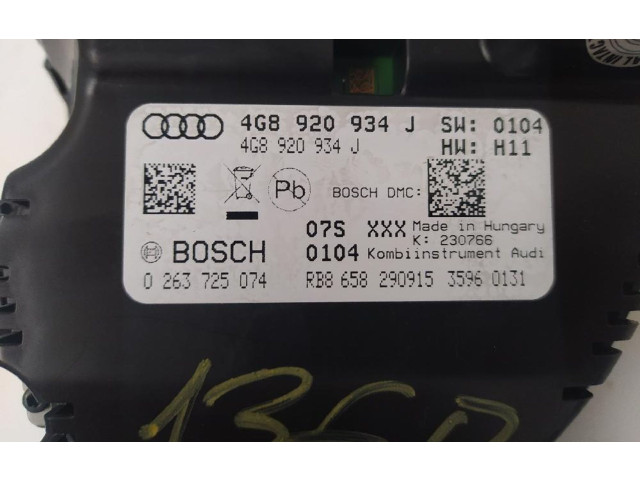 4G8 920 934 J SW: 0104
4G8 920 934 J HW: H11
Pb BOSCH DMC:
07S XXX Made in Hungary
K: 230766
BOSCH 0104 Kombiinstrument Audi
0 263 725 074 RB8 658 290915 3596 0131